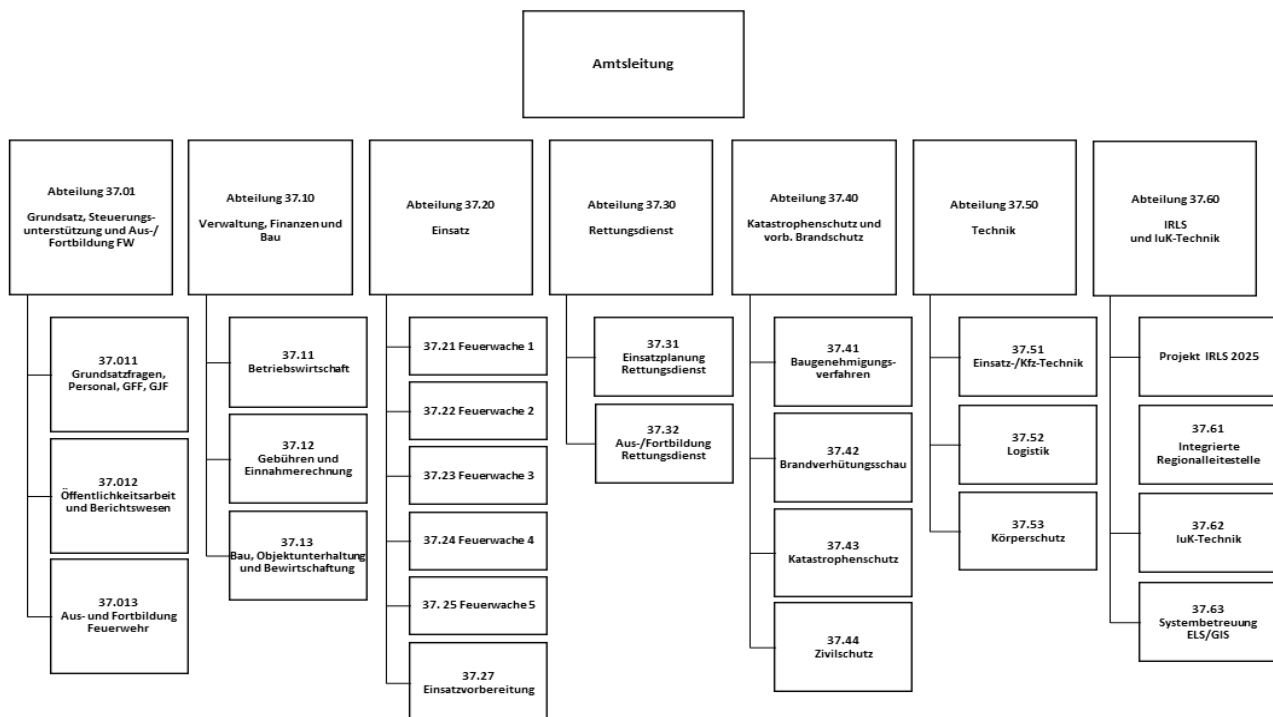 Amtsleitung
Abteilung 37.01
Grundsatz, Steuerungs-
unterstützung und Aus-/
Fortbildung FW
Abteilung 37.10
Verwaltung, Finanzen und
Bau
Abteilung 37.20
Einsatz
Abteilung 37.30
Rettungsdienst
Abteilung 37.40
Katastrophenschutz und
vorb. Brandschutz
Abteilung 37.50
Technik
Abteilung 37.60
IRLS
und IuK-Technik
37.011
Grundsatzfragen,
Personal, GFF, GJF
37.012
Öffentlichkeitsarbeit
und Berichtswesen
37.013
Aus- und Fortbildung
Feuerwehr
37.11
Betriebswirtschaft
37.12
Gebühren und
Einnahmerechnung
37.13
Bau, Objektunterhaltung
und Bewirtschaftung
37.21 Feuerwache 1
37.22 Feuerwache 2
37.23 Feuerwache 3
37.24 Feuerwache 4
37. 25 Feuerwache 5
37.27
Einsatzvorbereitung
37.31
Einsatzplanung
Rettungsdienst
37.32
Aus-/Fortbildung
Rettungsdienst
37.41
Baugenehmigungs-
verfahren
37.42
Brandverhütungsschau
37.43
Katastrophenschutz
37.44
Zivilschutz
37.51
Einsatz-/Kfz-Technik
37.52
Logistik
37.53
Körperschutz
Projekt IRLS 2025
37.61
Integrierte
Regionalleitestelle
37.62
IuK-Technik
37.63
Systembetreuung
ELS/GIS